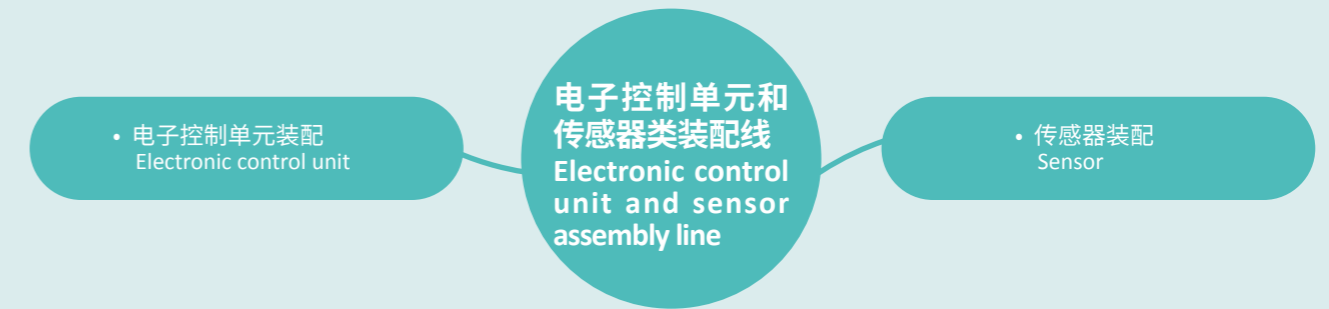 • 电子控制单元装配
Electronic control unit
电子控制单元和
传感器类装配线
Electronic control
unit and sensor
assembly line
• 传感器装配
Sensor